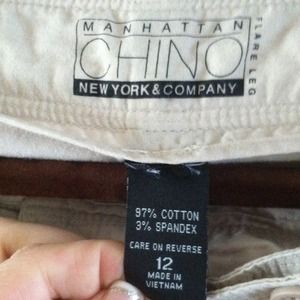 MANHATTAN
CHINO
NEW YORK & COMPANY
FLARE LEG
97% COTTON
3% SPANDEX
CARE ON REVERSE
12
MADE IN
VIETNAM